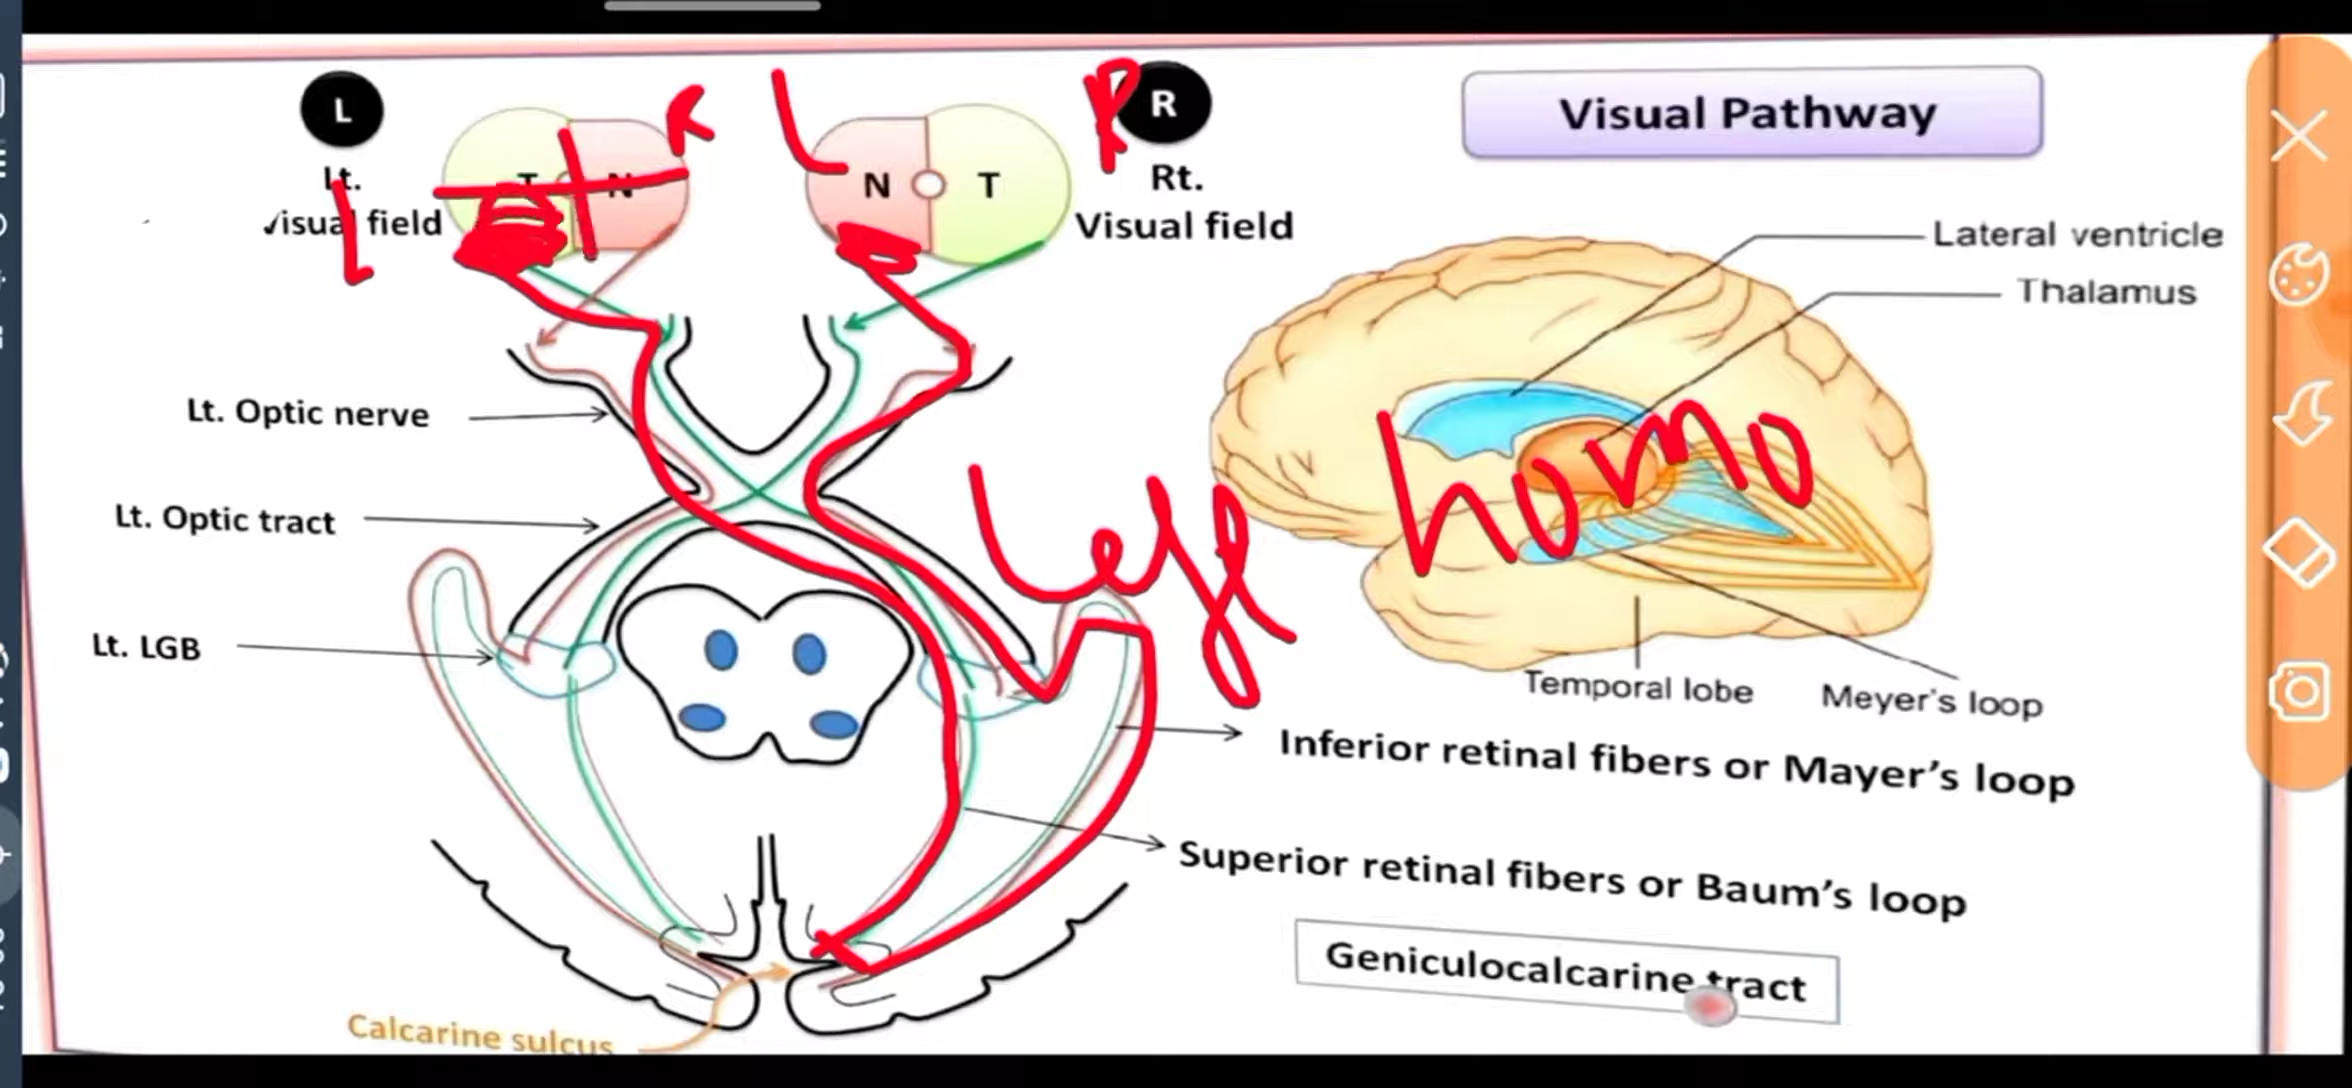 L
R
L
P
R
Visual Pathway
T
N
N
T
Lt.
Rt.
visual field
L
Visual field
Lateral ventricle
Thalamus
Lt. Optic nerve
Left homo
Lt. Optic tract
Lt. LGB
Temporal lobe
Meyer's loop
Inferior retinal fibers or Mayer's loop
Superior retinal fibers or Baum's loop
Geniculocalcarine tract
Calcarine sulcus